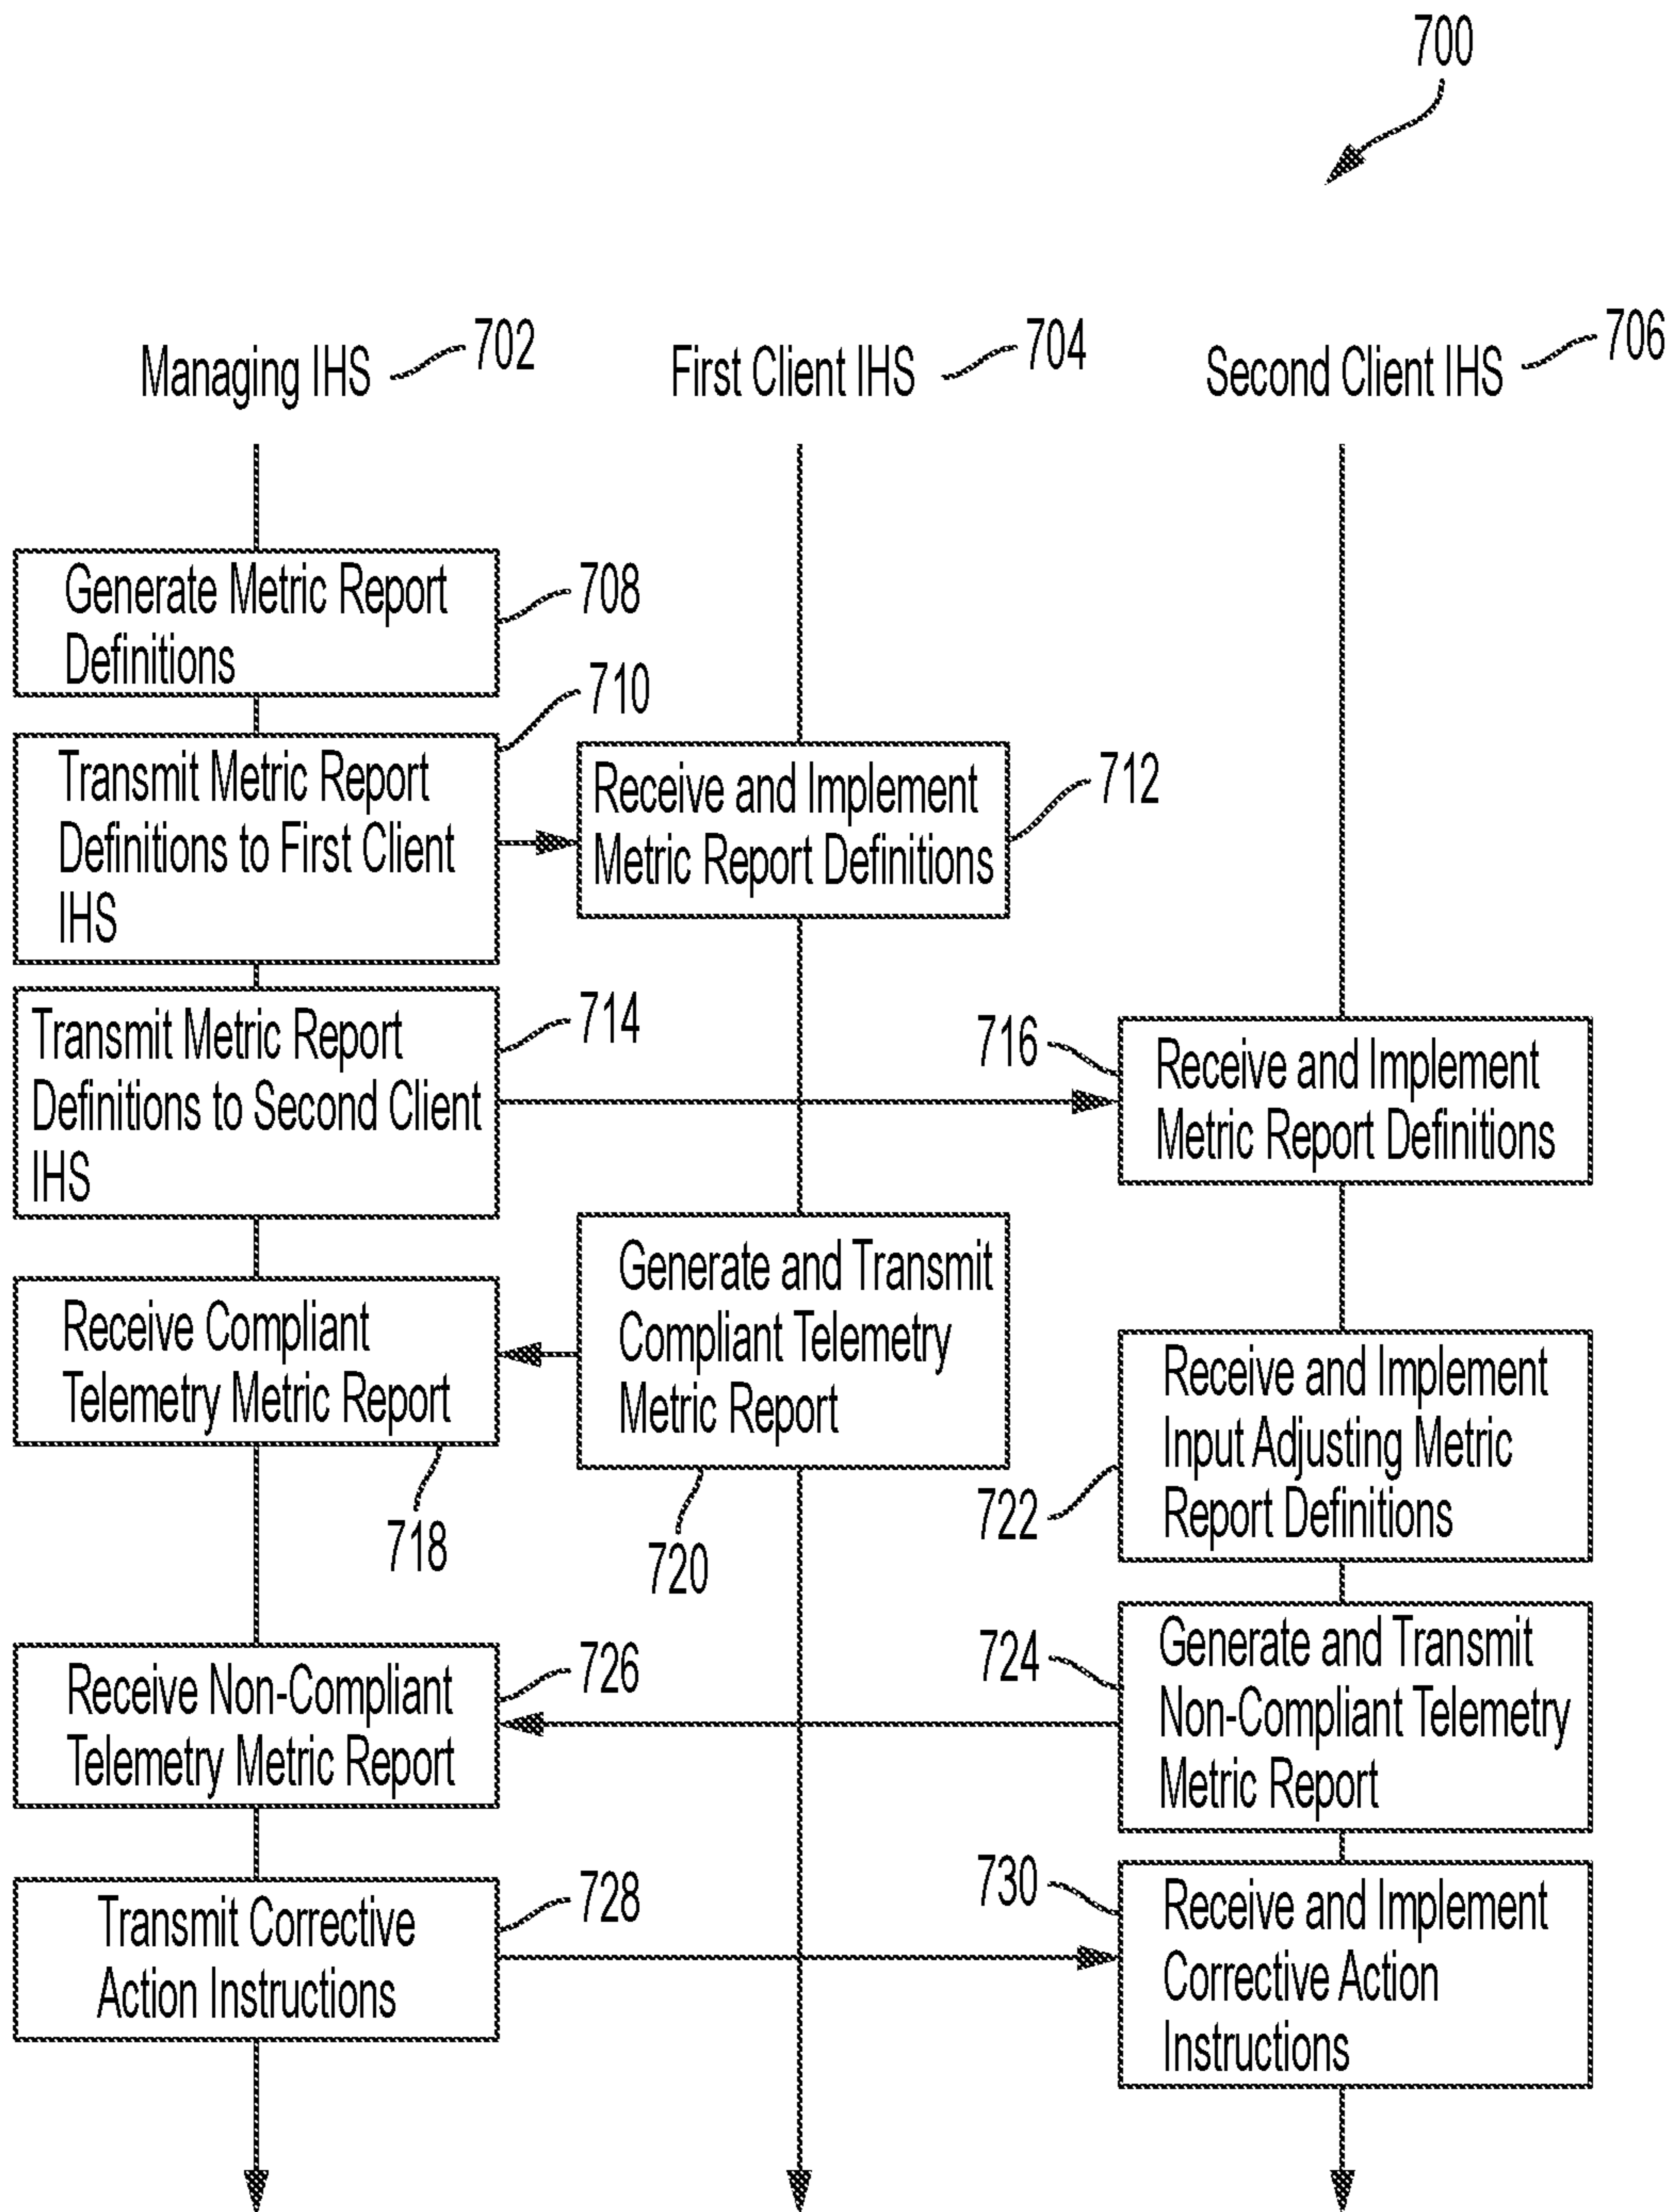 700
Managing IHS
702
First Client IHS
704
Second Client IHS
706
Generate Metric Report
Definitions
708
Transmit Metric Report
Definitions to First Client
IHS
710
Receive and Implement
Metric Report Definitions
712
Transmit Metric Report
Definitions to Second Client
IHS
714
716
Receive and Implement
Metric Report Definitions
Receive Compliant
Telemetry Metric Report
718
Generate and Transmit
Compliant Telemetry
Metric Report
720
Receive and Implement
Input Adjusting Metric
Report Definitions
722
Receive Non-Compliant
Telemetry Metric Report
726
724
Generate and Transmit
Non-Compliant Telemetry
Metric Report
Transmit Corrective
Action Instructions
728
730
Receive and Implement
Corrective Action
Instructions